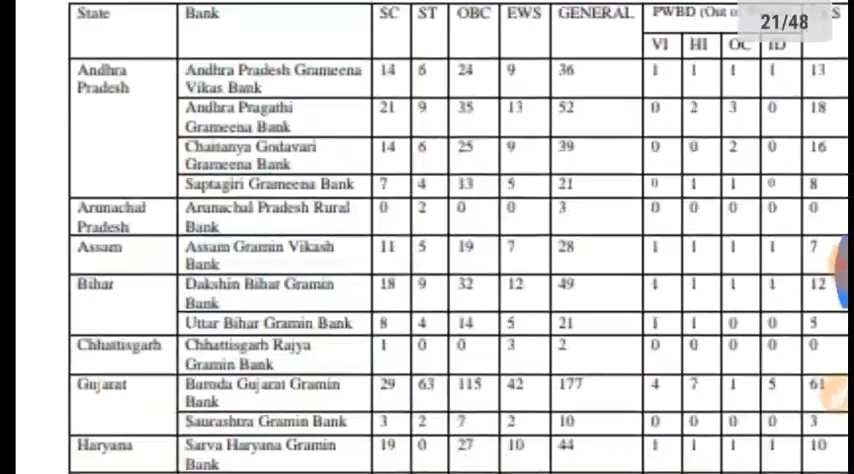 State Bank SC ST OBC EWS GENERAL PWBD (Out o S
21/48
VI HI OC ID
Andhra Andhra Pradesh Grameena 14 6 24 9 36 1 1 1 1 13
Pradesh Vikas Bank
Andhra Pragathi 21 9 35 13 52 0 2 3 0 18
Grameena Bank
Chaitanya Godavari 14 6 25 9 39 0 0 2 0 16
Grameena Bank
Saptagiri Grameena Bank 7 4 13 5 21 0 1 1 0 8
Arunachal Arunachal Pradesh Rural 0 2 0 0 3 0 0 0 0 0
Pradesh Bank
Assam Assam Gramin Vikash 11 5 19 7 28 1 1 1 1 7
Bank
Bihar Dakshin Bihar Gramin 18 9 32 12 49 1 1 1 1 12
Bank
Uttar Bihar Gramin Bank 8 4 14 5 21 1 1 0 0 5
Chhattisgarh Chhattisgarh Rajya 1 0 0 3 2 0 0 0 0 0
Gramin Bank
Gujarat Baroda Gujarat Gramin 29 63 115 42 177 4 7 1 5 61
Bank
Saurashtra Gramin Bank 3 2 7 2 10 0 0 0 0 3
Haryana Sarva Haryana Gramin 19 0 27 10 44 1 1 1 1 10
Bank